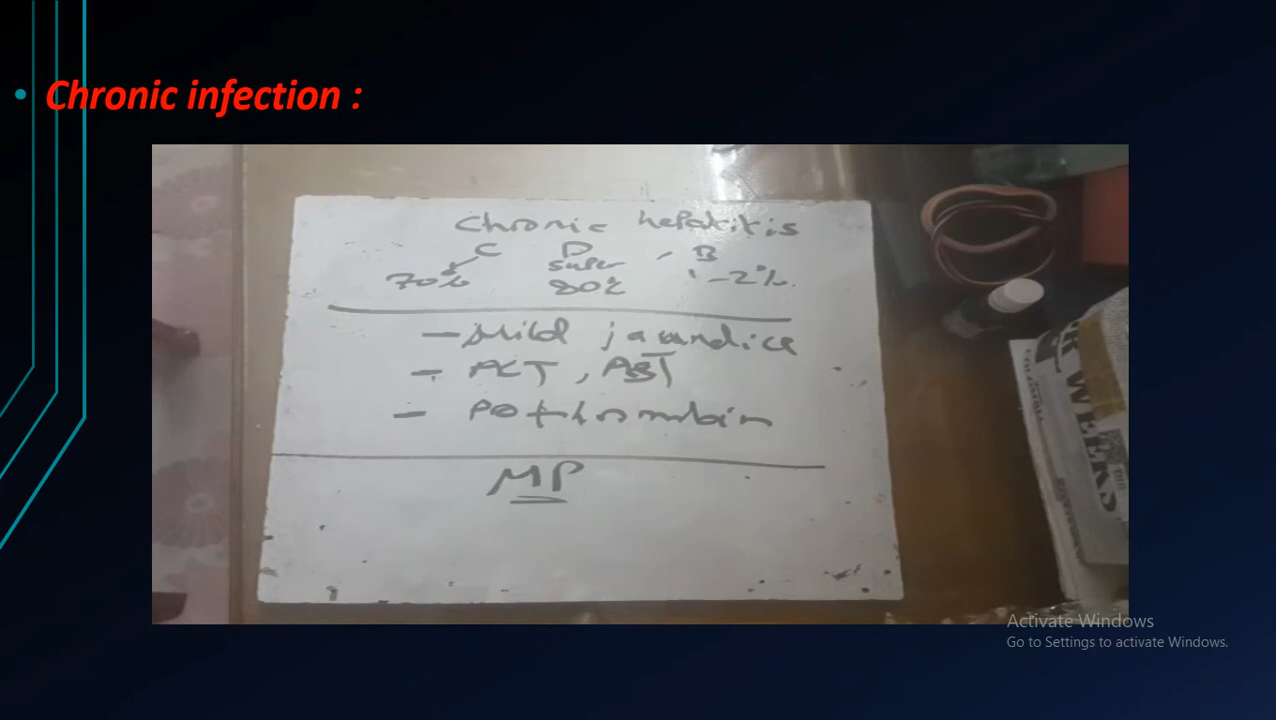 • Chronic infection :
Chronic hepatitis
C D , B
super
70% 80% 1-2%.
- Mild jaundice
- ALT, AST
- Prothrombin
MP
WEEKS
Activate Windows
Go to Settings to activate Windows.